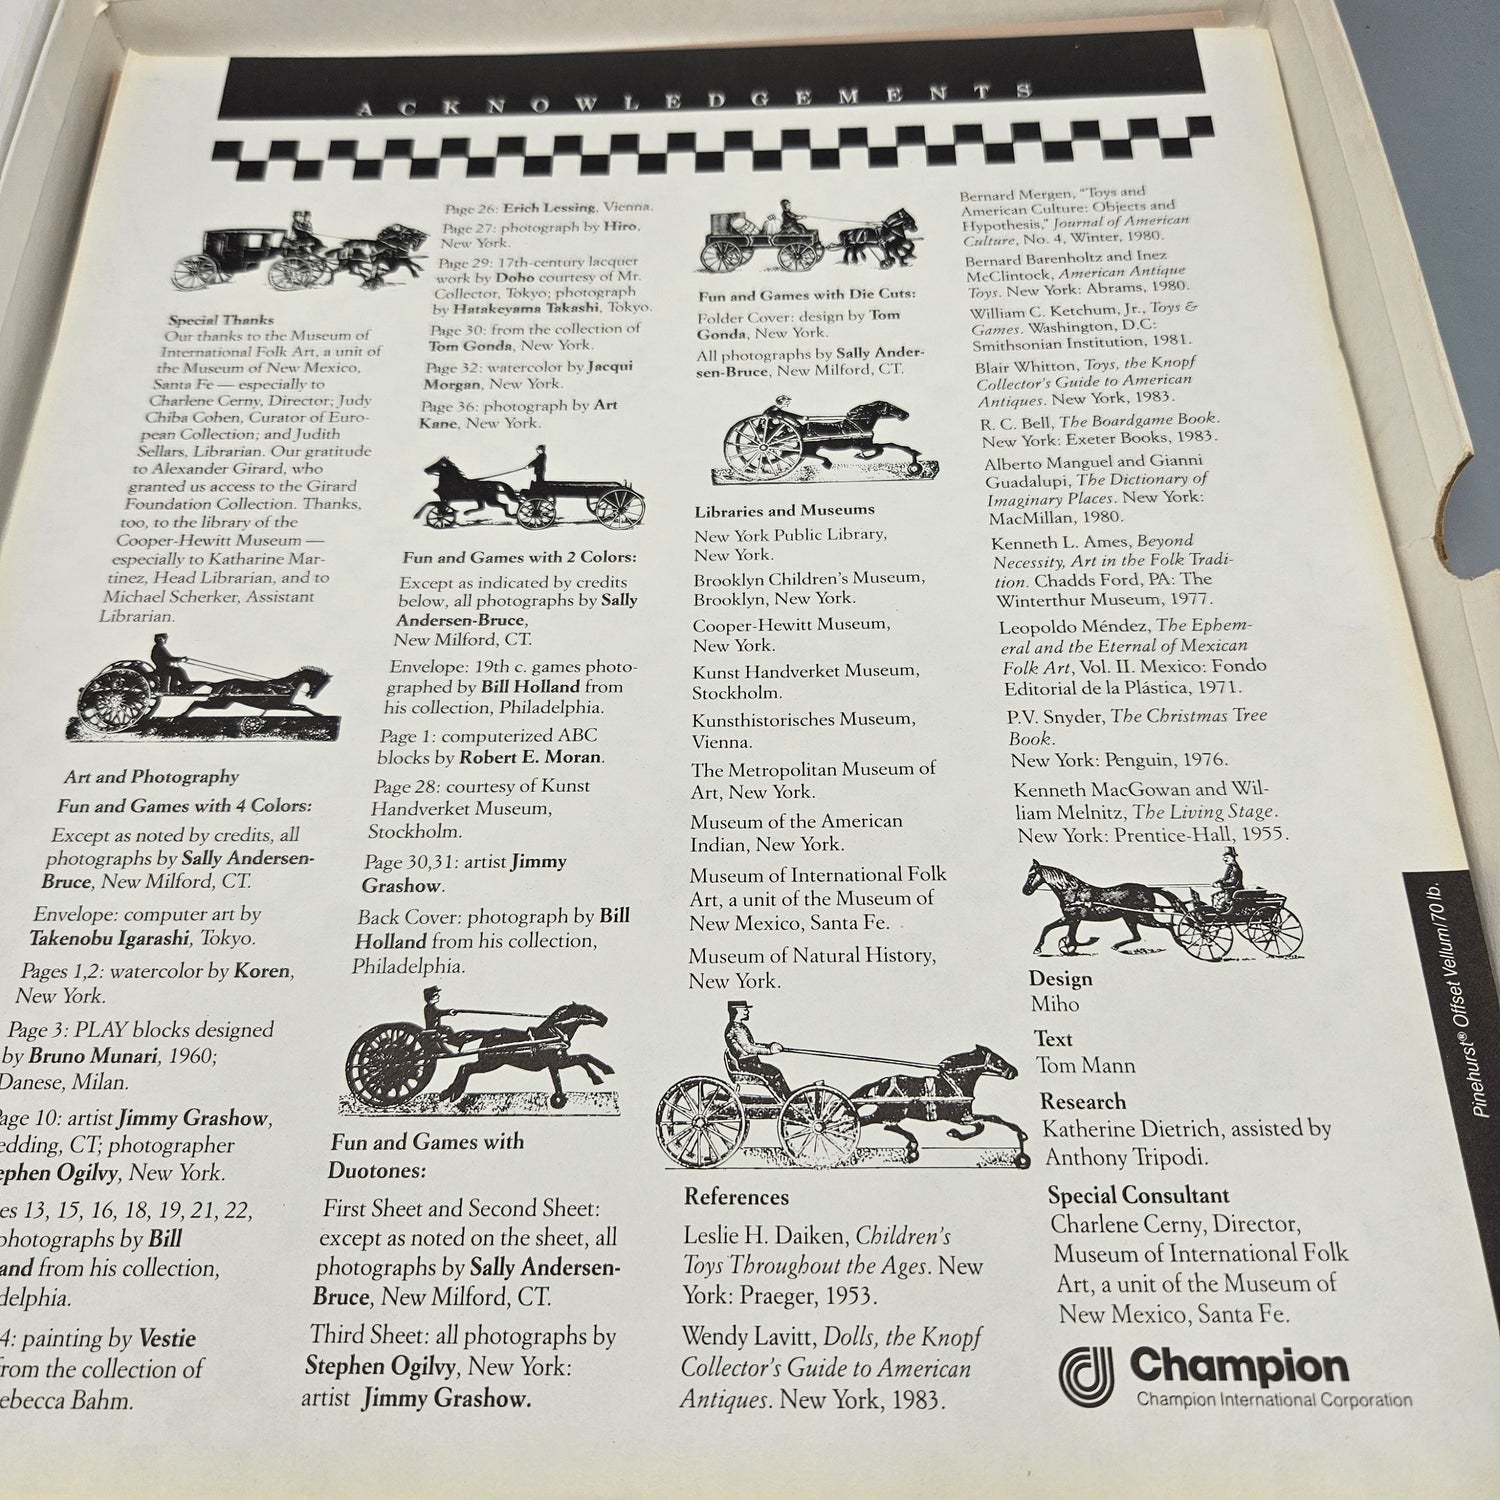 ACKNOWLEDGEMENTS
Special Thanks
Our thanks to the Museum of
International Folk Art, a unit of
the Museum of New Mexico,
Santa Fe — especially to
Charlene Cerny, Director; Judy
Chiba Cohen, Curator of Euro-
pean Collection; and Judith
Sellars, Librarian. Our gratitude
to Alexander Girard, who
granted us access to the Girard
Foundation Collection. Thanks,
too, to the library of the
Cooper-Hewitt Museum —
especially to Katharine Mar-
tinez, Head Librarian, and to
Michael Scherker, Assistant
Librarian.
Art and Photography
Fun and Games with 4 Colors:
Except as noted by credits, all
photographs by Sally Andersen-
Bruce, New Milford, CT.
Envelope: computer art by
Takenobu Igarashi, Tokyo.
Pages 1,2: watercolor by Koren,
New York.
Page 3: PLAY blocks designed
by Bruno Munari, 1960;
Danese, Milan.
age 10: artist Jimmy Grashow,
edding, CT; photographer
ephen Ogilvy, New York.
es 13, 15, 16, 18, 19, 21, 22,
photographs by Bill
and from his collection,
delphia.
4: painting by Vestie
rom the collection of
ebecca Bahm.
Page 26: Erich Lessing, Vienna.
Page 27: photograph by Hiro,
New York.
Page 29: 17th-century lacquer
work by Doho courtesy of Mr.
Collector, Tokyo; photograph
by Hatakeyama Takashi, Tokyo.
Page 30: from the collection of
Tom Gonda, New York.
Page 32: watercolor by Jacqui
Morgan, New York.
Page 36: photograph by Art
Kane, New York.
Fun and Games with 2 Colors:
Except as indicated by credits
below, all photographs by Sally
Andersen-Bruce,
New Milford, CT.
Envelope: 19th c. games photo-
graphed by Bill Holland from
his collection, Philadelphia.
Page 1: computerized ABC
blocks by Robert E. Moran.
Page 28: courtesy of Kunst
Handverket Museum,
Stockholm.
Page 30,31: artist Jimmy
Grashow.
Back Cover: photograph by Bill
Holland from his collection,
Philadelphia.
Fun and Games with
Duotones:
First Sheet and Second Sheet:
except as noted on the sheet, all
photographs by Sally Andersen-
Bruce, New Milford, CT.
Third Sheet: all photographs by
Stephen Ogilvy, New York:
artist Jimmy Grashow.
Fun and Games with Die Cuts:
Folder Cover: design by Tom
Gonda, New York.
All photographs by Sally Ander-
sen-Bruce, New Milford, CT.
Libraries and Museums
New York Public Library,
New York.
Brooklyn Children's Museum,
Brooklyn, New York.
Cooper-Hewitt Museum,
New York.
Kunst Handverket Museum,
Stockholm.
Kunsthistorisches Museum,
Vienna.
The Metropolitan Museum of
Art, New York.
Museum of the American
Indian, New York.
Museum of International Folk
Art, a unit of the Museum of
New Mexico, Santa Fe.
Museum of Natural History,
New York.
References
Leslie H. Daiken, Children's
Toys Throughout the Ages. New
York: Praeger, 1953.
Wendy Lavitt, Dolls, the Knopf
Collector's Guide to American
Antiques. New York, 1983.
Bernard Mergen, "Toys and
American Culture: Objects and
Hypothesis," Journal of American
Culture, No. 4, Winter, 1980.
Bernard Barenholtz and Inez
McClintock, American Antique
Toys. New York: Abrams, 1980.
William C. Ketchum, Jr., Toys &
Games. Washington, D.C:
Smithsonian Institution, 1981.
Blair Whitton, Toys, the Knopf
Collector's Guide to American
Antiques. New York, 1983.
R. C. Bell, The Boardgame Book.
New York: Exeter Books, 1983.
Alberto Manguel and Gianni
Guadalupi, The Dictionary of
Imaginary Places. New York:
MacMillan, 1980.
Kenneth L. Ames, Beyond
Necessity, Art in the Folk Tradi-
tion. Chadds Ford, PA: The
Winterthur Museum, 1977.
Leopoldo Méndez, The Ephem-
eral and the Eternal of Mexican
Folk Art, Vol. II. Mexico: Fondo
Editorial de la Plástica, 1971.
P.V. Snyder, The Christmas Tree
Book.
New York: Penguin, 1976.
Kenneth MacGowan and Wil-
liam Melnitz, The Living Stage.
New York: Prentice-Hall, 1955.
Design
Miho
Text
Tom Mann
Research
Katherine Dietrich, assisted by
Anthony Tripodi.
Special Consultant
Charlene Cerny, Director,
Museum of International Folk
Art, a unit of the Museum of
New Mexico, Santa Fe.
Champion
Champion International Corporation
Pinehurst® Offset Vellum/70 lb.